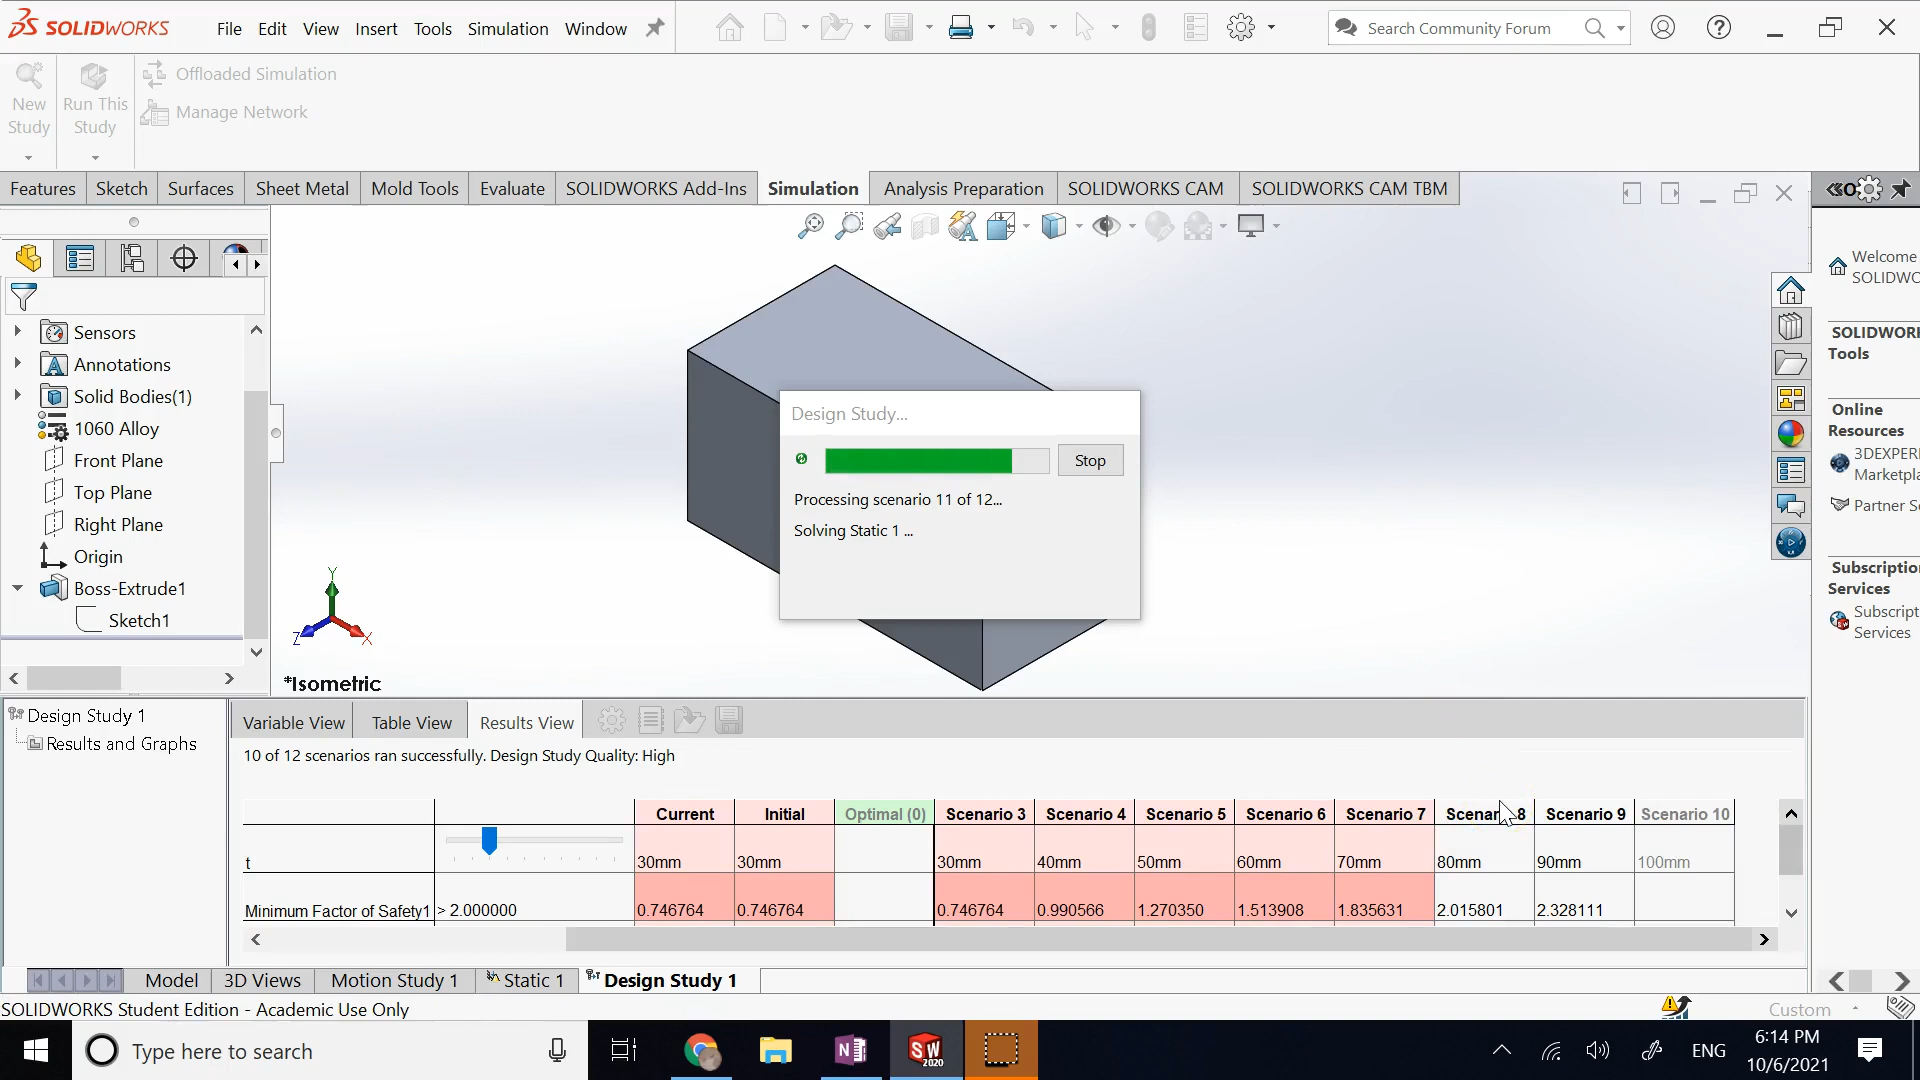 SOLIDWORKS
File Edit View Insert Tools Simulation Window
Search Community Forum
New Study
Run This Study
Offloaded Simulation
Manage Network
Features Sketch Surfaces Sheet Metal Mold Tools Evaluate SOLIDWORKS Add-Ins Simulation Analysis Preparation SOLIDWORKS CAM SOLIDWORKS CAM TBM
Sensors
Annotations
Solid Bodies(1)
1060 Alloy
Front Plane
Top Plane
Right Plane
Origin
Boss-Extrude1
Sketch1
Y
Z X
*Isometric
Design Study...
Stop
Processing scenario 11 of 12...
Solving Static 1 ...
Welcome
SOLIDWO
SOLIDWOR
Tools
Online
Resources
3DEXPER
Marketpla
Partner S
Subscriptio
Services
Subscript
Services
Design Study 1
Results and Graphs
Variable View Table View Results View
10 of 12 scenarios ran successfully. Design Study Quality: High
Current Initial Optimal (0) Scenario 3 Scenario 4 Scenario 5 Scenario 6 Scenario 7 Scenar 8 Scenario 9 Scenario 10
t 30mm 30mm 30mm 40mm 50mm 60mm 70mm 80mm 90mm 100mm
Minimum Factor of Safety1 > 2.000000 0.746764 0.746764 0.746764 0.990566 1.270350 1.513908 1.835631 2.015801 2.328111
Model 3D Views Motion Study 1 Static 1 Design Study 1
SOLIDWORKS Student Edition - Academic Use Only
Custom
Type here to search
N
SW
2020
ENG
6:14 PM
10/6/2021